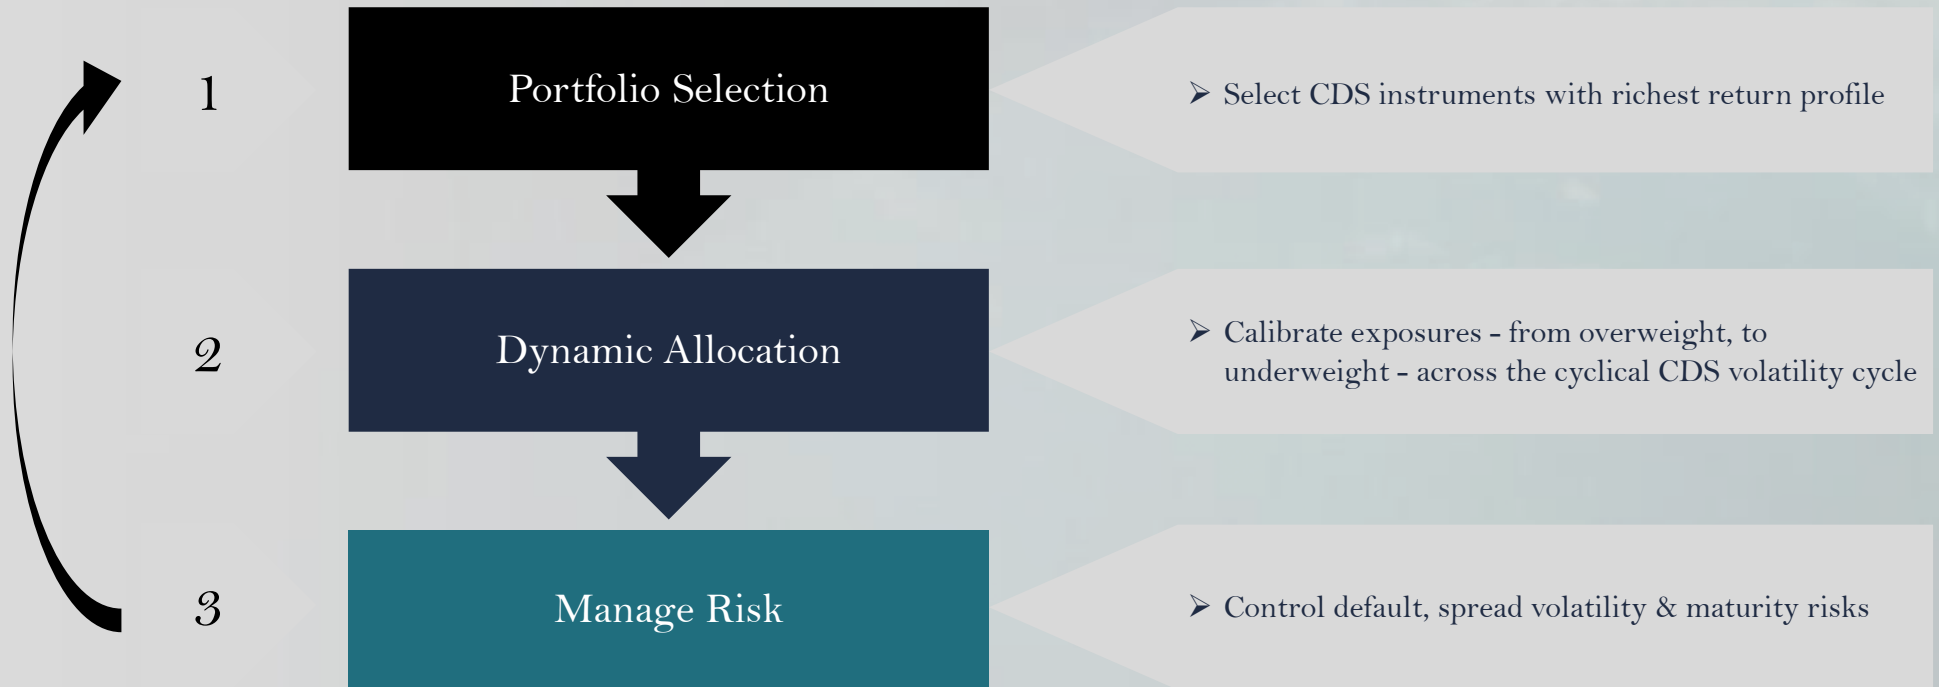 1
Portfolio Selection
➢ Select CDS instruments with richest return profile
2
Dynamic Allocation
➢ Calibrate exposures - from overweight, to
underweight - across the cyclical CDS volatility cycle
3
Manage Risk
➢ Control default, spread volatility & maturity risks